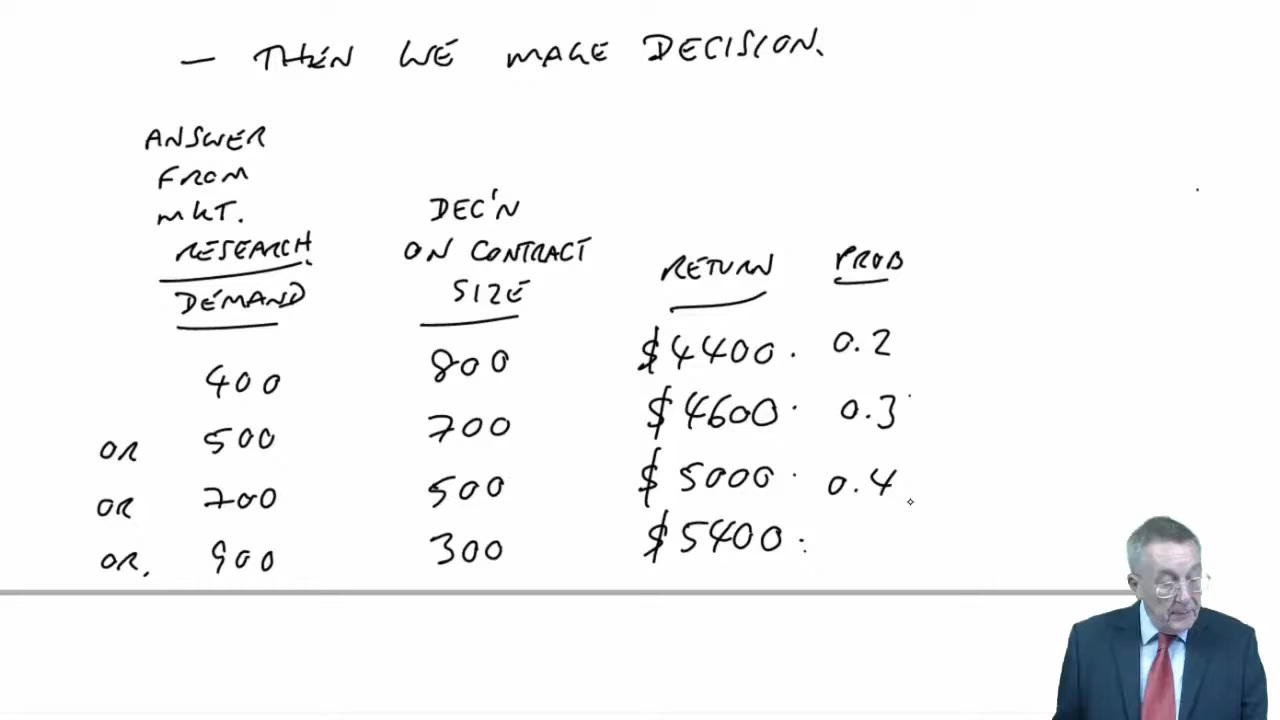 — THEN WE MAKE DECISION.
ANSWER
FROM
MKT.
RESEARCH
DEMAND
DEC'N
ON CONTRACT
SIZE
RETURN PROB
400 800 $4400. 0.2
OR 500 700 $4600. 0.3
OR 700 500 $5000. 0.4
OR. 900 300 $5400.